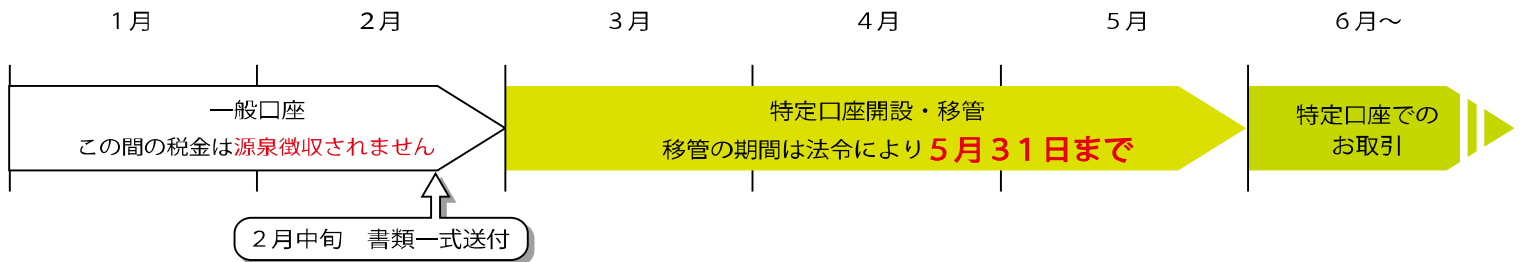 1月
2月
3月
4月
5月
6月～
一般口座
この間の税金は源泉徴収されません
特定口座開設・移管
移管の期間は法令により５月３１日まで
特定口座での
お取引
２月中旬　書類一式送付